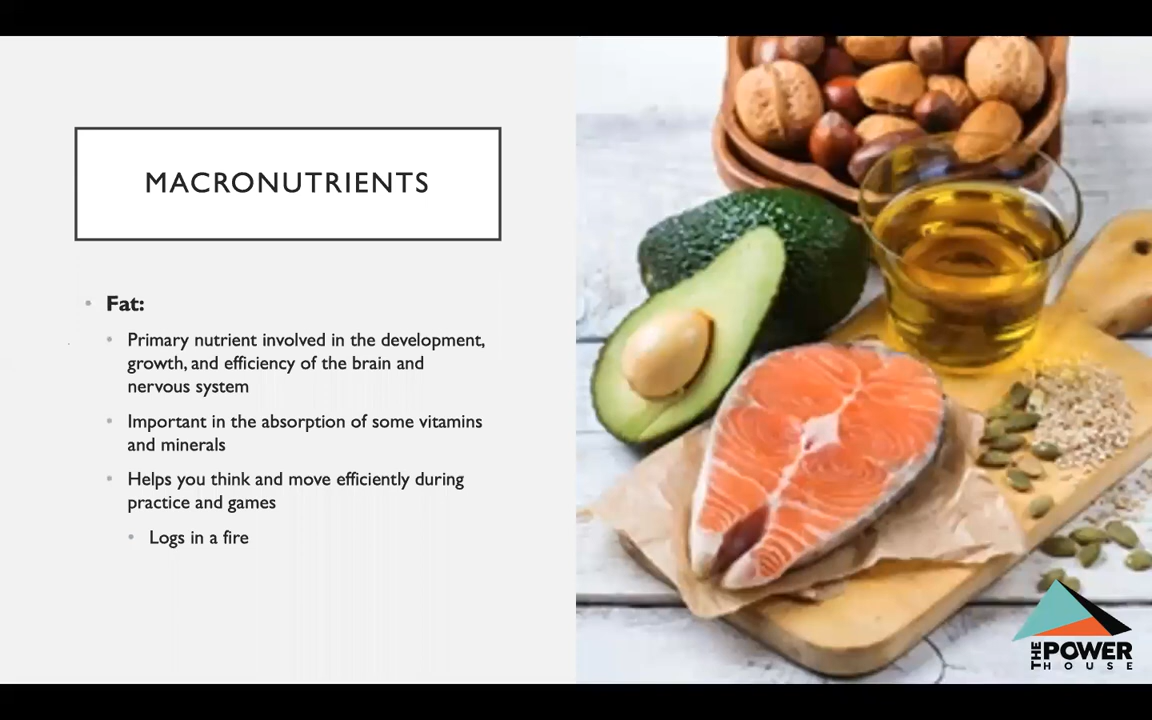 MACRONUTRIENTS
Fat:
Primary nutrient involved in the development,
growth, and efficiency of the brain and
nervous system
Important in the absorption of some vitamins
and minerals
Helps you think and move efficiently during
practice and games
Logs in a fire
THE POWER
HOUSE